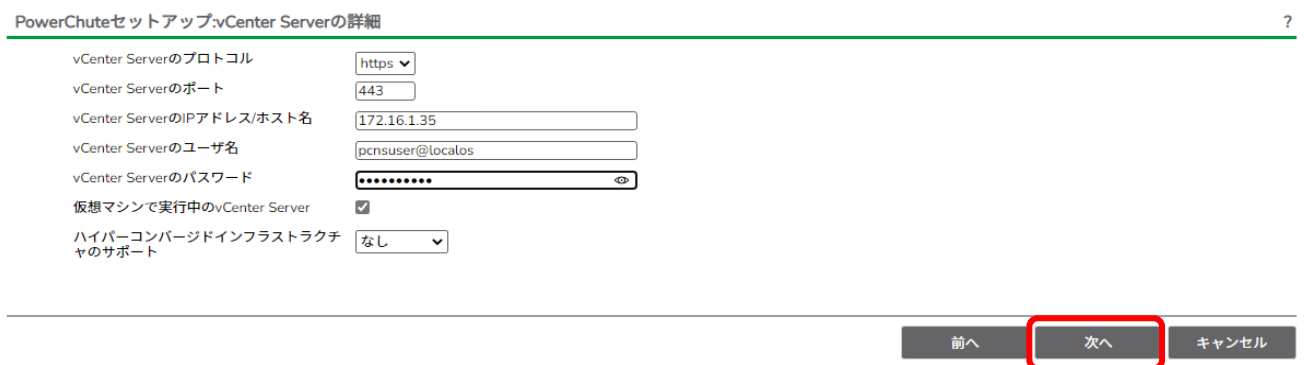 PowerChuteセットアップ:vCenter Serverの詳細 ?
vCenter Serverのプロトコル https
vCenter Serverのポート 443
vCenter ServerのIPアドレス/ホスト名 172.16.1.35
vCenter Serverのユーザ名 pcnsuser@localos
vCenter Serverのパスワード ••••••••••
仮想マシンで実行中のvCenter Server
ハイパーコンバージドインフラストラクチ
ャのサポート なし
前へ 次へ キャンセル